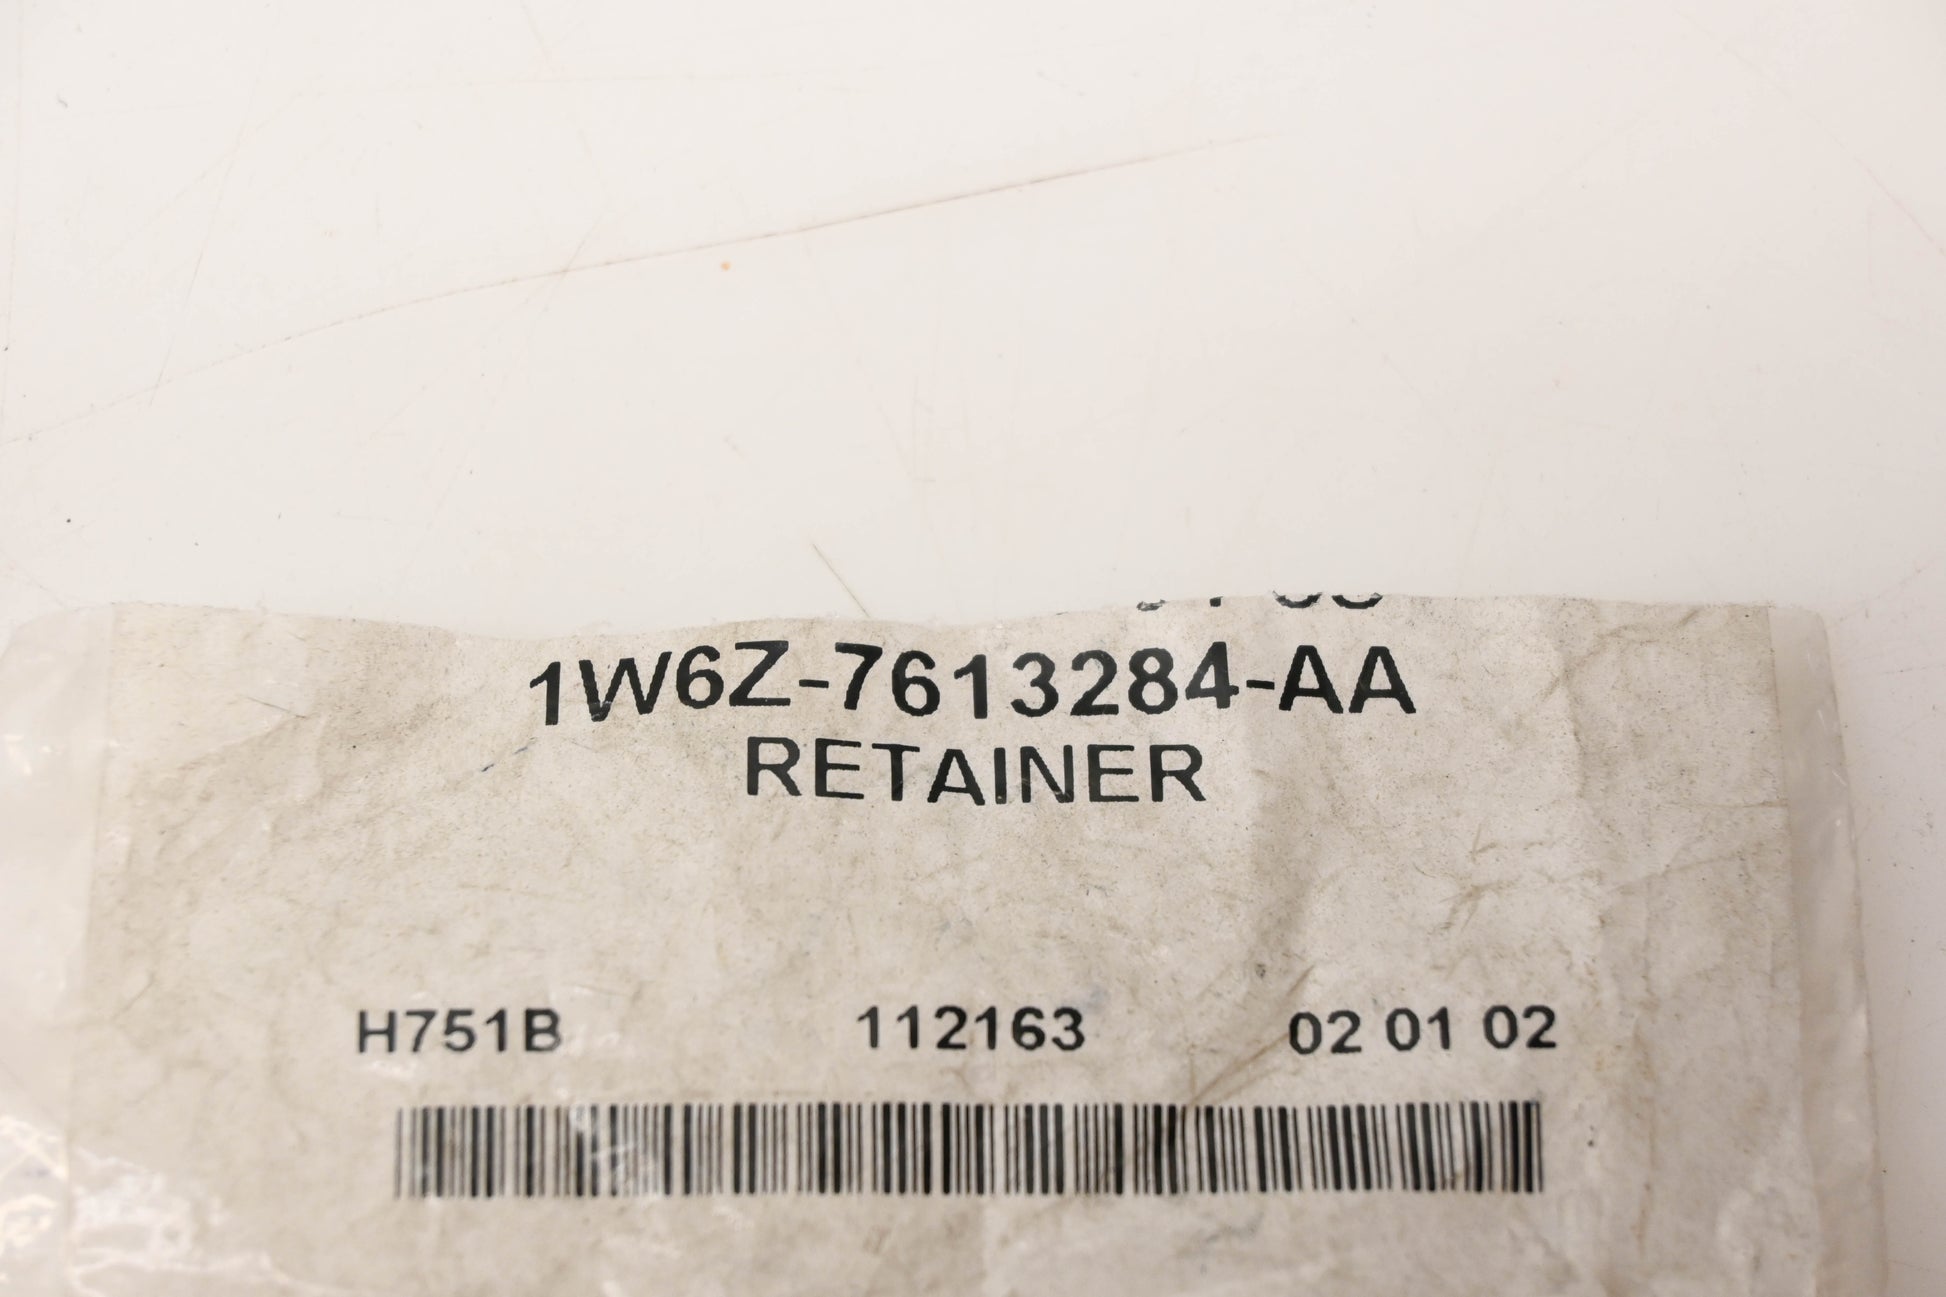 1W6Z-7613284-AA
RETAINER
H751B 112163 02 01 02